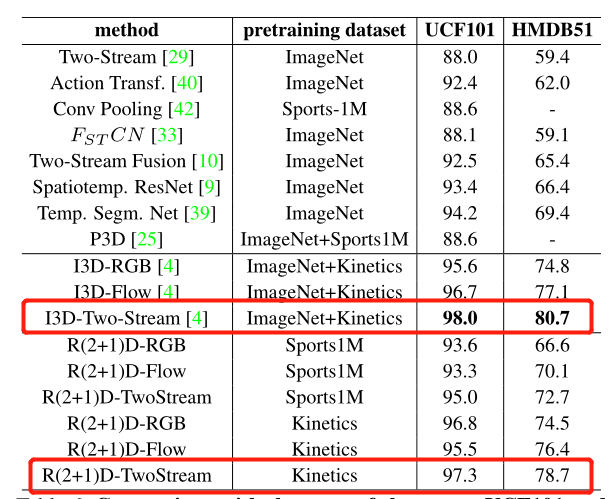 method pretraining dataset UCF101 HMDB51
Two-Stream [29] ImageNet 88.0 59.4
Action Transf. [40] ImageNet 92.4 62.0
Conv Pooling [42] Sports-1M 88.6 -
F_{ST}CN [33] ImageNet 88.1 59.1
Two-Stream Fusion [10] ImageNet 92.5 65.4
Spatiotemp. ResNet [9] ImageNet 93.4 66.4
Temp. Segm. Net [39] ImageNet 94.2 69.4
P3D [25] ImageNet+Sports1M 88.6 -
I3D-RGB [4] ImageNet+Kinetics 95.6 74.8
I3D-Flow [4] ImageNet+Kinetics 96.7 77.1
I3D-Two-Stream [4] ImageNet+Kinetics 98.0 80.7
R(2+1)D-RGB Sports1M 93.6 66.6
R(2+1)D-Flow Sports1M 93.3 70.1
R(2+1)D-TwoStream Sports1M 95.0 72.7
R(2+1)D-RGB Kinetics 96.8 74.5
R(2+1)D-Flow Kinetics 95.5 76.4
R(2+1)D-TwoStream Kinetics 97.3 78.7